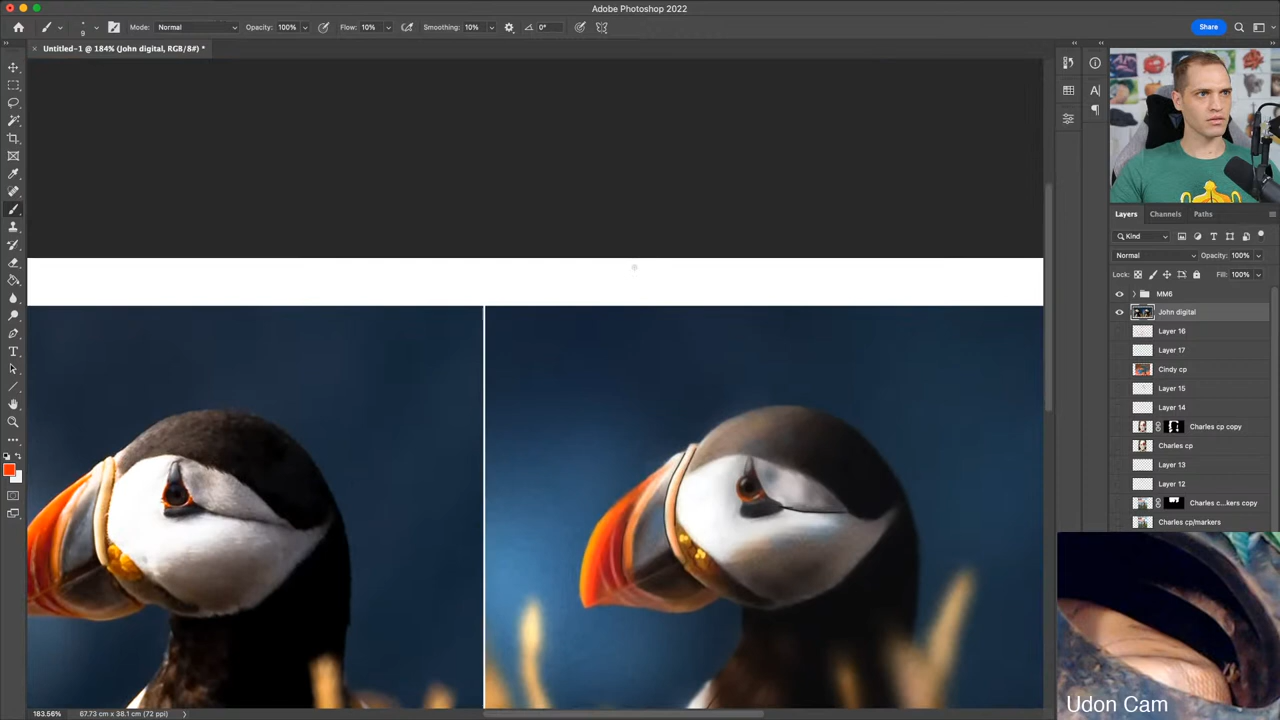 Adobe Photoshop 2022
9
Mode: Normal
Opacity: 100%
Flow: 10%
Smoothing: 10%
0°
Share
Untitled-1 @ 184% (John digital, RGB/8#) *
Layers Channels Paths
Kind
Normal
Opacity: 100%
Lock:
Fill: 100%
MM6
John digital
Layer 16
Layer 17
Cindy cp
Layer 15
Layer 14
Charles cp copy
Charles cp
Layer 13
Layer 12
Charles c...kers copy
Charles cp/markers
Udon Cam
183.56%
67.73 cm x 38.1 cm (72 ppi)